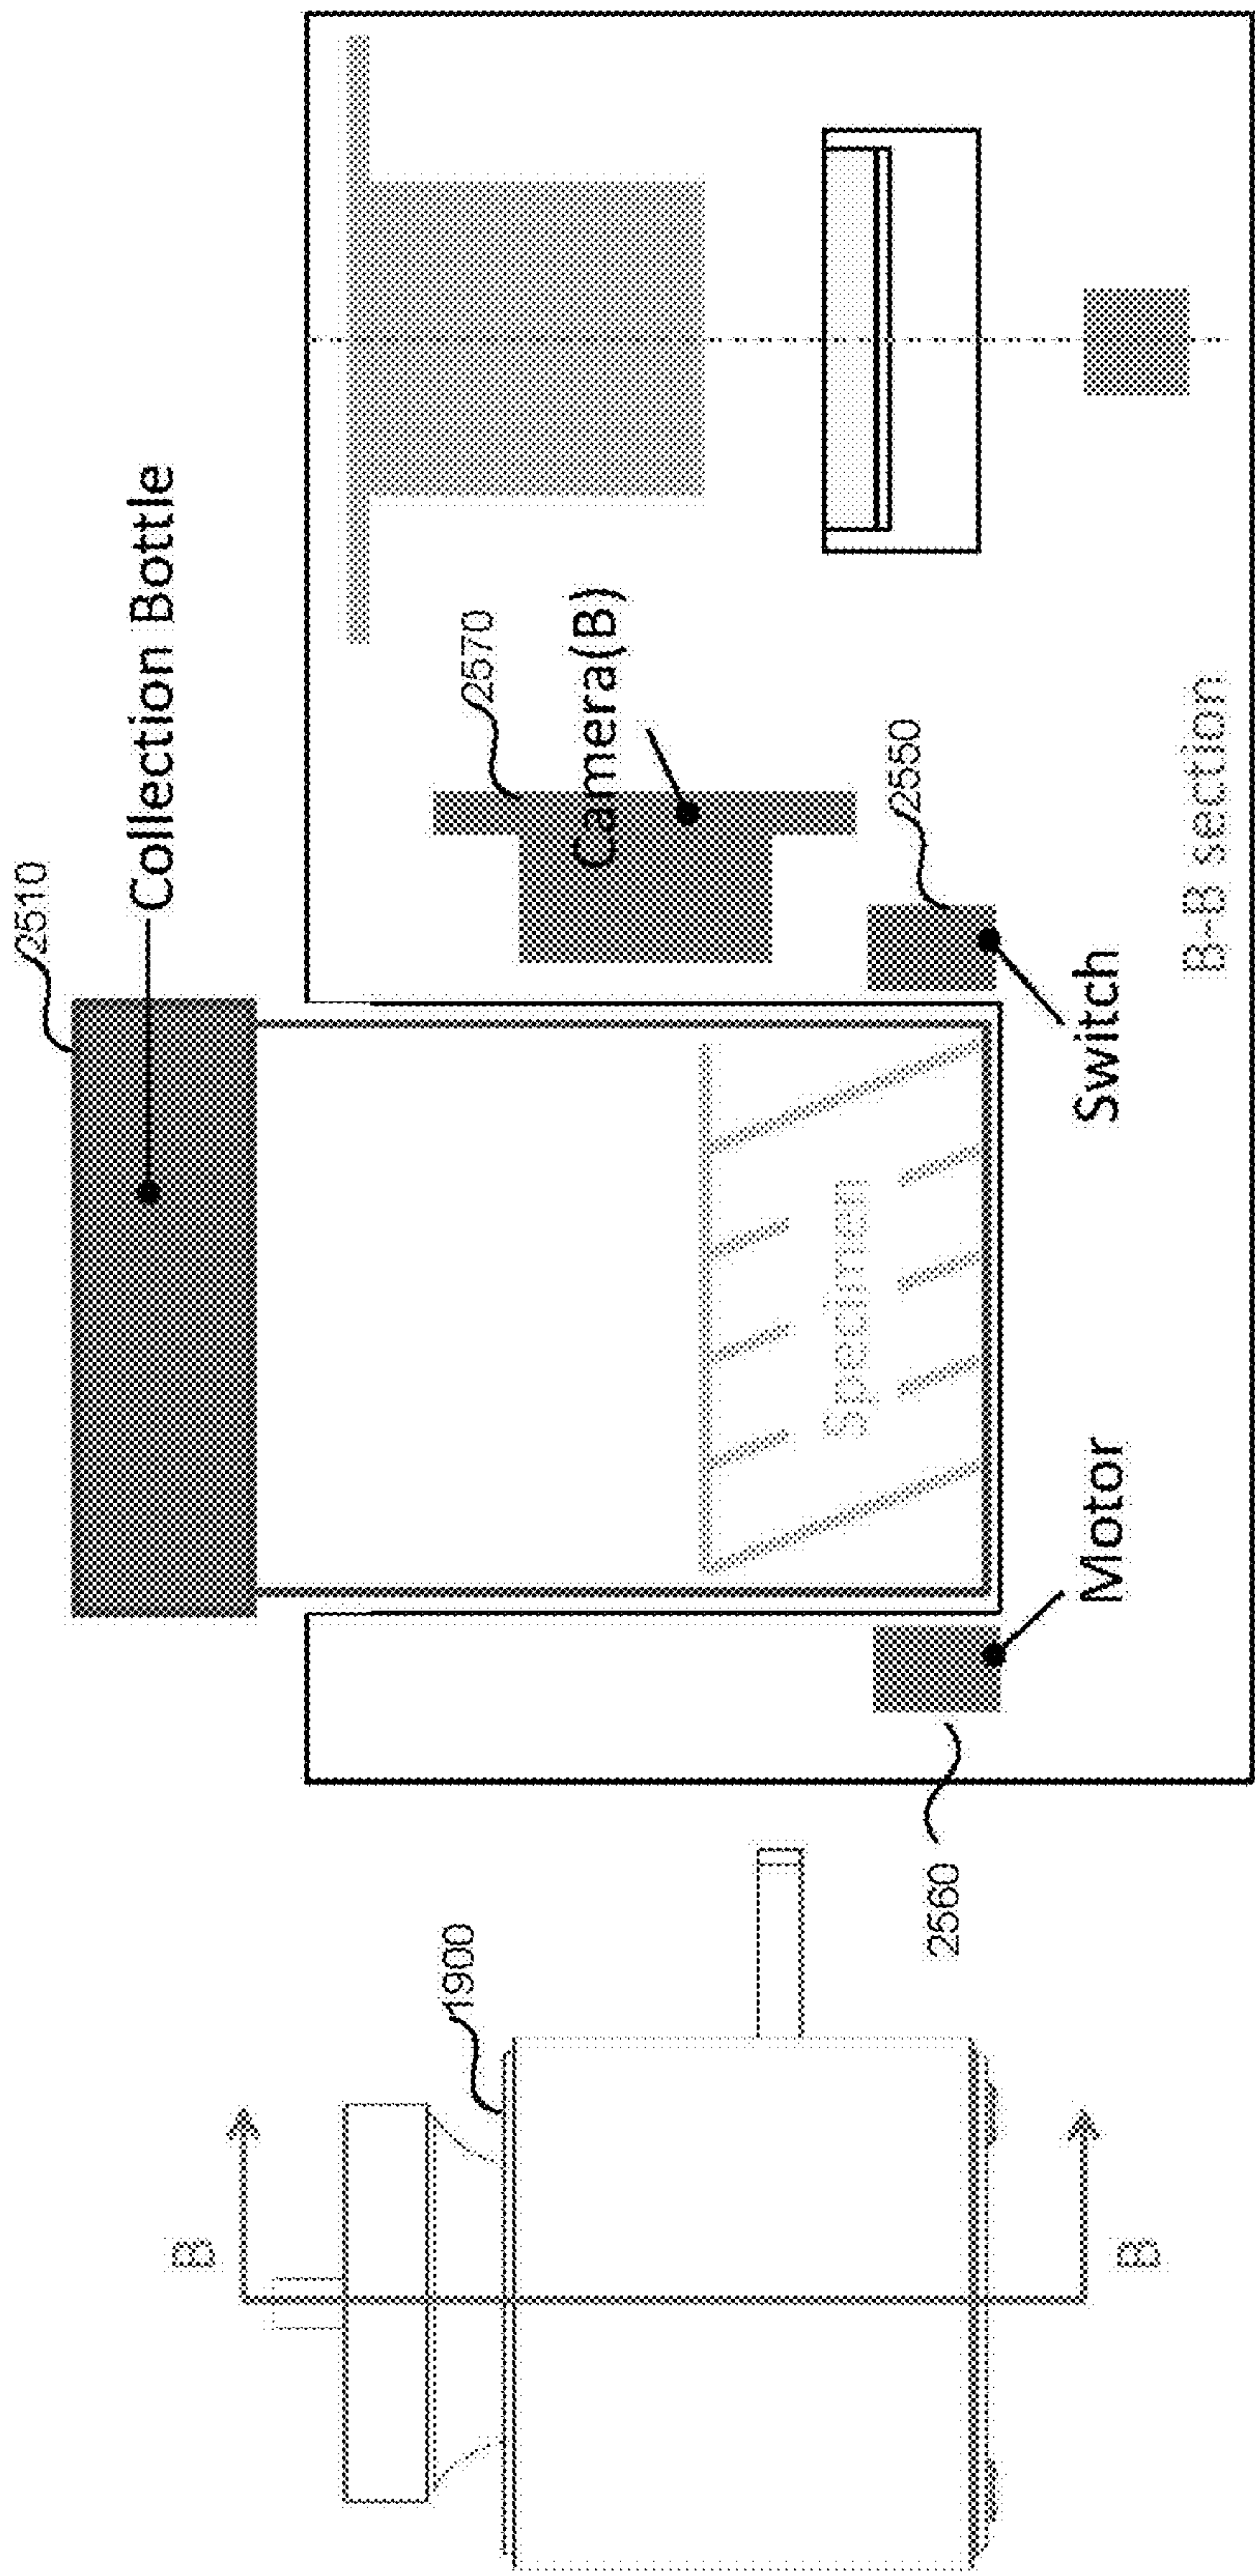 B
1900
B
2510
Collection Bottle
2570
Camera(B)
Specimen
2550
2560
Motor
Switch
B-B section